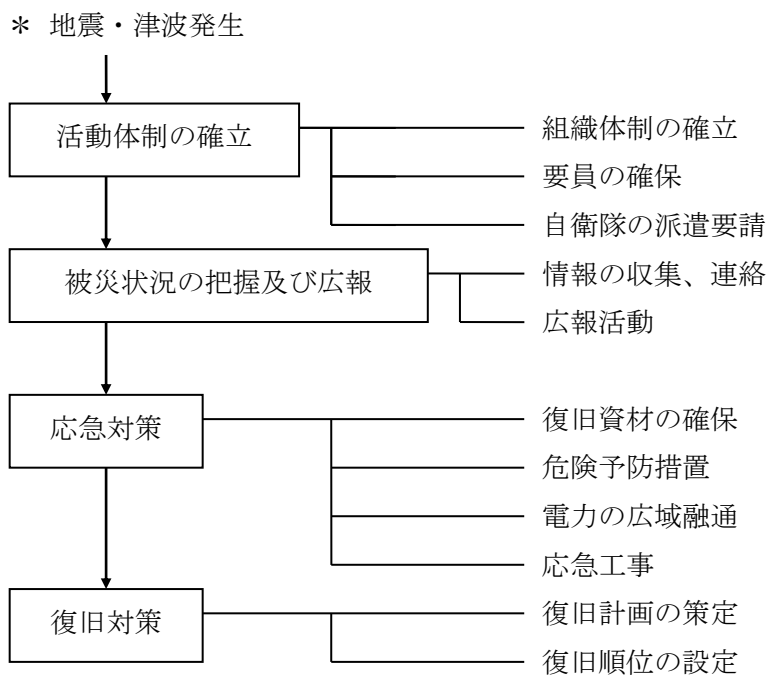 ＊ 地震・津波発生
活動体制の確立
組織体制の確立
要員の確保
自衛隊の派遣要請
被災状況の把握及び広報
情報の収集、連絡
広報活動
応急対策
復旧資材の確保
危険予防措置
電力の広域融通
応急工事
復旧対策
復旧計画の策定
復旧順位の設定